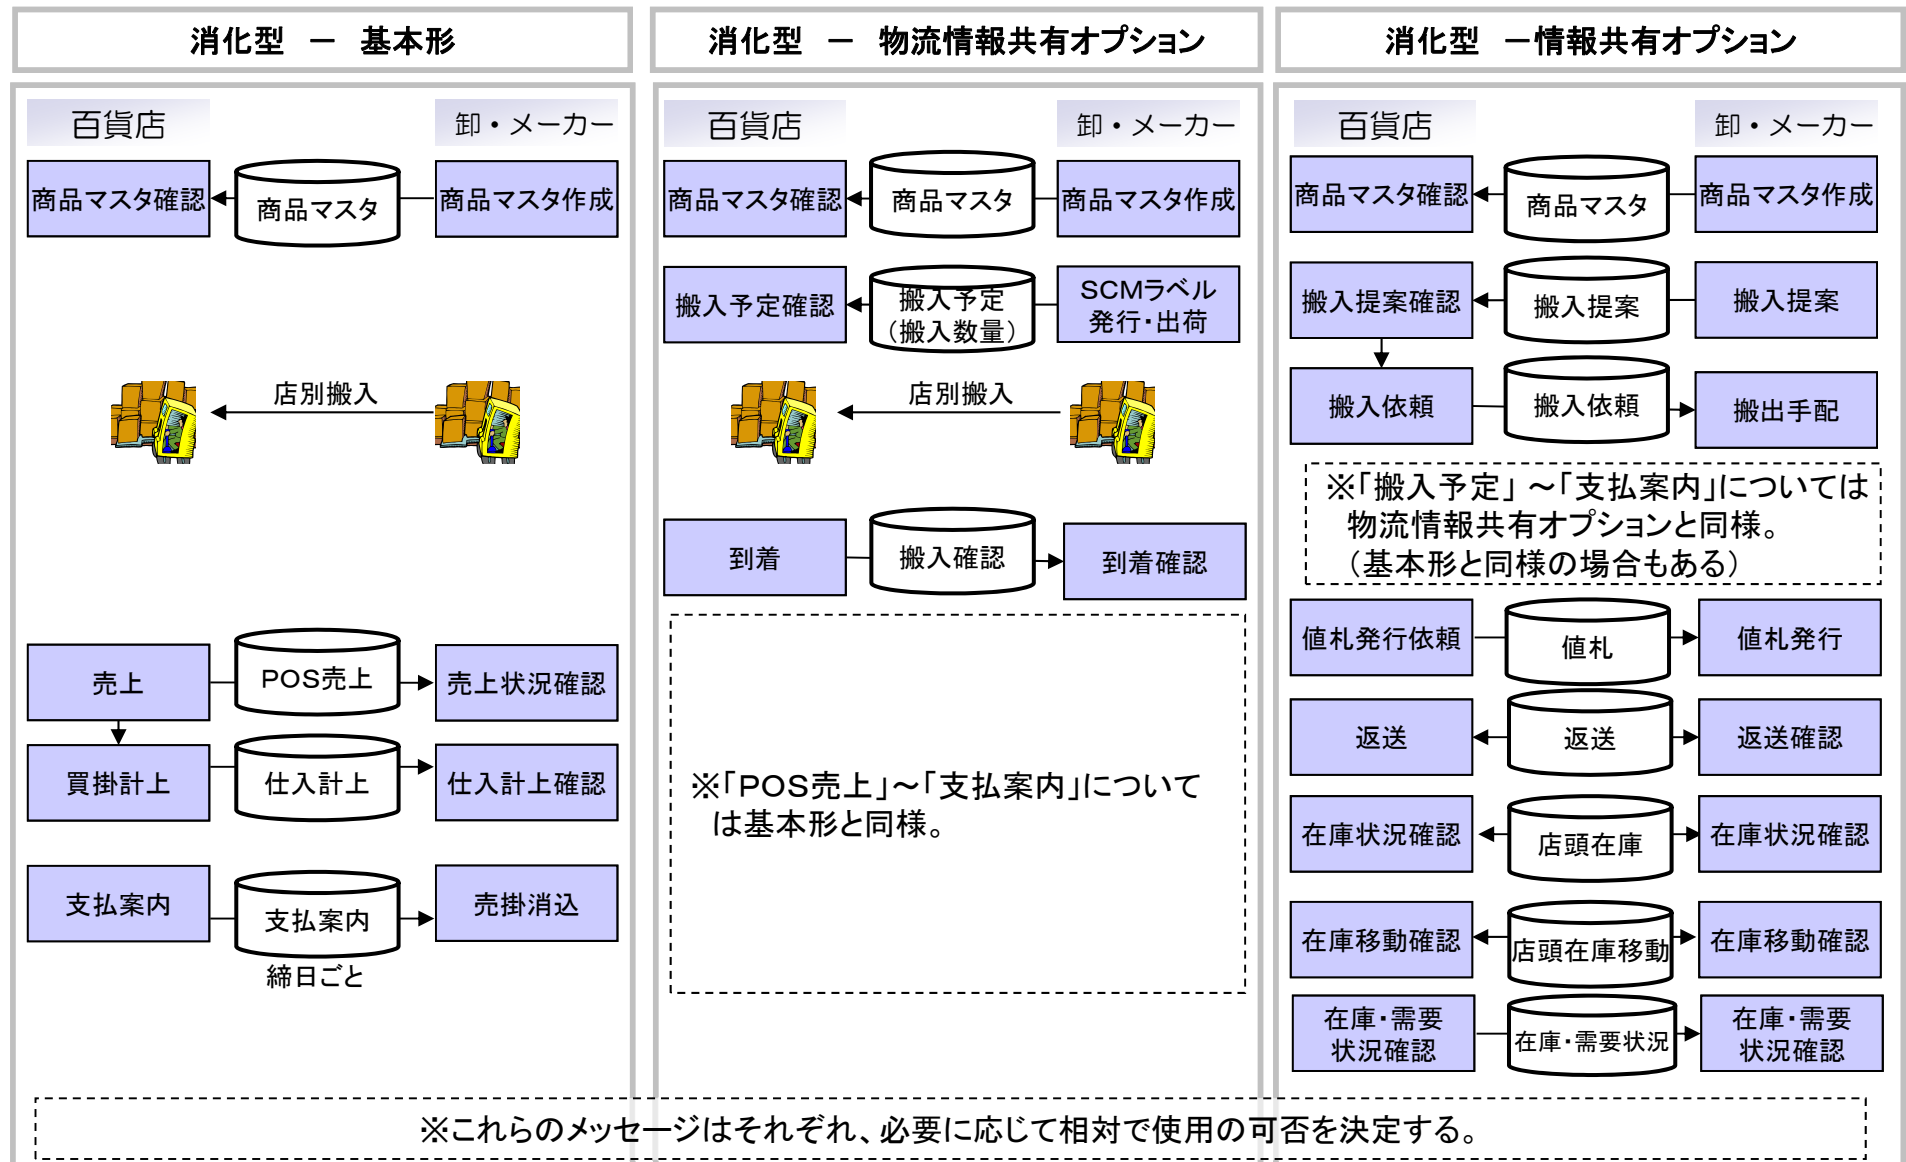 消化型 － 基本形
百貨店
卸・メーカー
商品マスタ確認
商品マスタ
商品マスタ作成
店別搬入
売上
POS売上
売上状況確認
買掛計上
仕入計上
仕入計上確認
支払案内
支払案内
売掛消込
締日ごと
消化型 － 物流情報共有オプション
百貨店
卸・メーカー
商品マスタ確認
商品マスタ
商品マスタ作成
搬入予定確認
搬入予定
（搬入数量）
SCMラベル
発行・出荷
店別搬入
到着
搬入確認
到着確認
※「POS売上」～「支払案内」について
は基本形と同様。
消化型 －情報共有オプション
百貨店
卸・メーカー
商品マスタ確認
商品マスタ
商品マスタ作成
搬入提案確認
搬入提案
搬入提案
搬入依頼
搬入依頼
搬出手配
※「搬入予定」～「支払案内」については
物流情報共有オプションと同様。
（基本形と同様の場合もある）
値札発行依頼
値札
値札発行
返送
返送
返送確認
在庫状況確認
店頭在庫
在庫状況確認
在庫移動確認
店頭在庫移動
在庫移動確認
在庫・需要
状況確認
在庫・需要状況
在庫・需要
状況確認
※これらのメッセージはそれぞれ、必要に応じて相対で使用の可否を決定する。